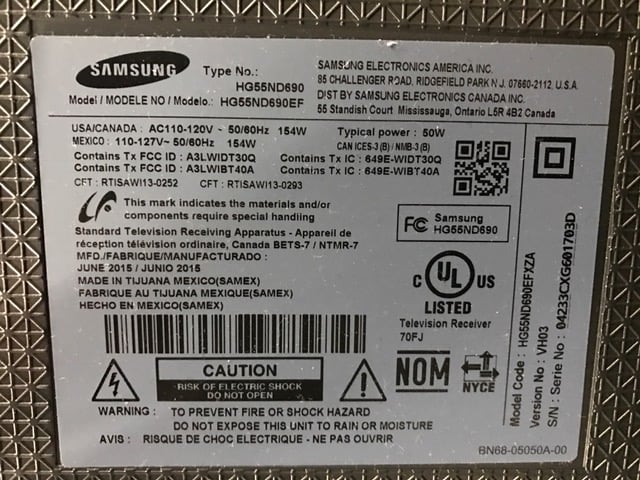 SAMSUNG
Type No.: HG55ND690
Model / MODELE NO / Modelo.: HG55ND690EF
SAMSUNG ELECTRONICS AMERICA INC.
85 CHALLENGER ROAD, RIDGEFIELD PARK N.J. 07660-2112, U.S.A
DIST BY SAMSUNG ELECTRONICS CANADA INC.
55 Standish Court Mississauga, Ontario L5R 4B2 Canada
USA/CANADA : AC110-120V ~ 50/60Hz 154W
MEXICO : 110-127V~ 50/60Hz 154W
Typical power : 50W
CAN ICES-3 (B) / NMB-3 (B)
Contains Tx FCC ID : A3LWIDT30Q
Contains Tx IC : 649E-WIDT30Q
Contains Tx FCC ID : A3LWIBT40A
Contains Tx IC : 649E-WIBT40A
CFT : RTISAWI13-0252 CFT : RTISAWI13-0293
This mark indicates the materials and/or
components require special handling
FC Samsung
HG55ND690
Standard Television Receiving Apparatus - Appareil de
réception télévision ordinaire, Canada BETS-7 / NTMR-7
MFD./FABRIQUE/MANUFACTURADO :
JUNE 2015 / JUNIO 2015
MADE IN TIJUANA MEXICO(SAMEX)
FABRIQUE AU TIJANA MEXIQUE(SAMEX)
HECHO EN MEXICO(SAMEX)
C UL US
LISTED
Television Receiver
70FJ
CAUTION
RISK OF ELECTRIC SHOCK
DO NOT OPEN
NOM
NYCE
WARNING : TO PREVENT FIRE OR SHOCK HAZARD
DO NOT EXPOSE THIS UNIT TO RAIN OR MOISTURE
AVIS : RISQUE DE CHOC ELECTRIQUE - NE PAS OUVRIR
BN68-05050A-00
Model Code : HG55ND690EFXZA
Version No : VH03
S/N : Serie No : 04233CXG601703D